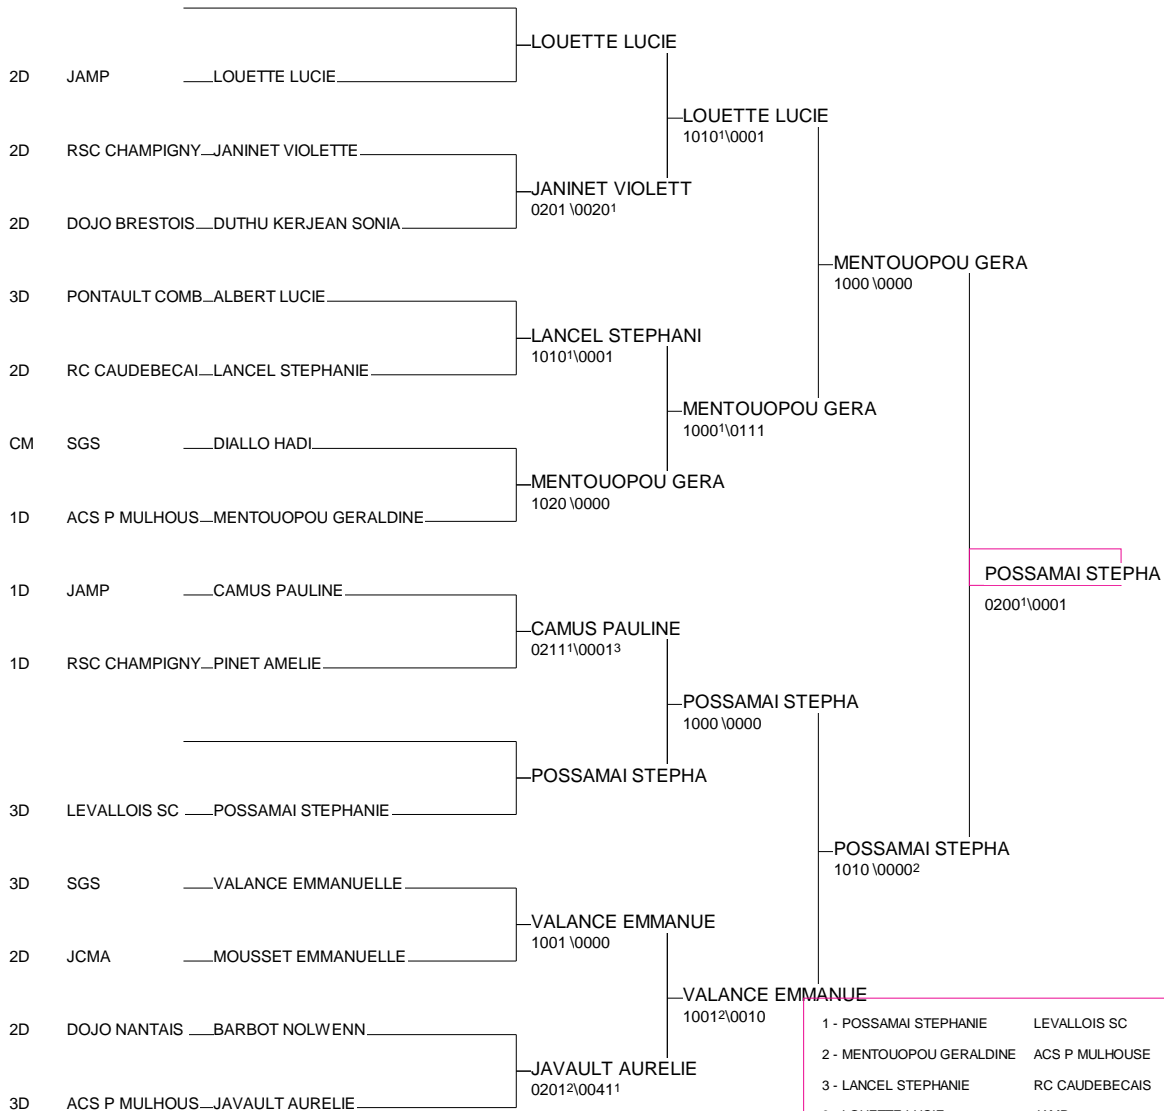 LOUETTE LUCIE
2D JAMP LOUETTE LUCIE
LOUETTE LUCIE
1010¹\0001
2D RSC CHAMPIGNY JANINET VIOLETTE
JANINET VIOLETT
0201 \0020¹
2D DOJO BRESTOIS DUTHU KERJEAN SONIA
MENTOUOPOU GERA
1000 \0000
3D PONTAULT COMB ALBERT LUCIE
LANCEL STEPHANI
1010¹\0001
2D RC CAUDEBECAI LANCEL STEPHANIE
MENTOUOPOU GERA
1000¹\0111
CM SGS DIALLO HADI
MENTOUOPOU GERA
1020 \0000
1D ACS P MULHOUS MENTOUOPOU GERALDINE
POSSAMAI STEPHA
0200¹\0001
1D JAMP CAMUS PAULINE
CAMUS PAULINE
0211¹\0001³
1D RSC CHAMPIGNY PINET AMELIE
POSSAMAI STEPHA
1000 \0000
POSSAMAI STEPHA
3D LEVALLOIS SC POSSAMAI STEPHANIE
POSSAMAI STEPHA
1010 \0000²
3D SGS VALANCE EMMANUELLE
VALANCE EMMANUE
1001 \0000
2D JCMA MOUSSET EMMANUELLE
VALANCE EMMANUE
1001²\0010
2D DOJO NANTAIS BARBOT NOLWENN
JAVAULT AURELIE
0201²\0041¹
3D ACS P MULHOUS JAVAULT AURELIE
1 - POSSAMAI STEPHANIE LEVALLOIS SC
2 - MENTOUOPOU GERALDINE ACS P MULHOUSE
3 - LANCEL STEPHANIE RC CAUDEBECAIS